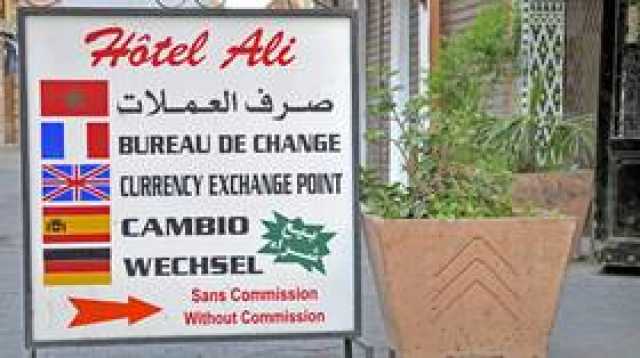 Hôtel Ali
صرف العملات
BUREAU DE CHANGE
CURRENCY EXCHANGE POINT
CAMBIO
WECHSEL
Sans Commission
Without Commission